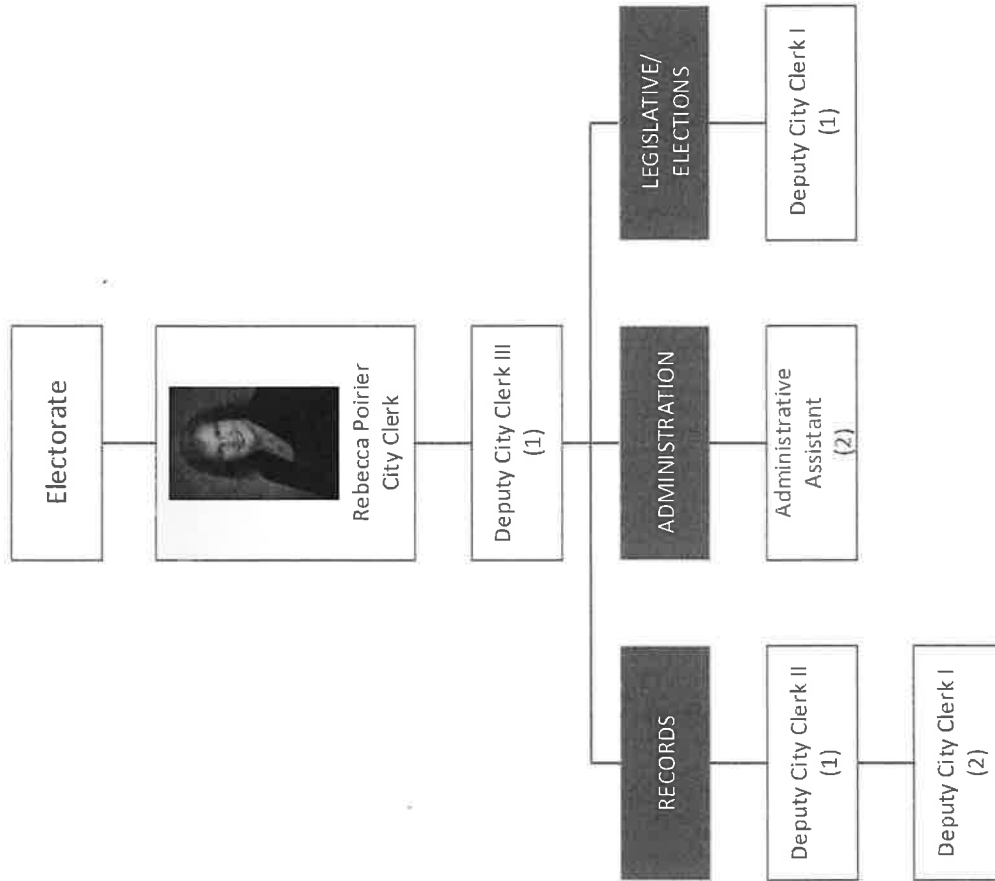 Electorate
Rebecca Poirier
City Clerk
Deputy City Clerk III
(1)
RECORDS
Deputy City Clerk II
(1)
Deputy City Clerk I
(2)
ADMINISTRATION
Administrative
Assistant
(2)
LEGISLATIVE/
ELECTIONS
Deputy City Clerk I
(1)